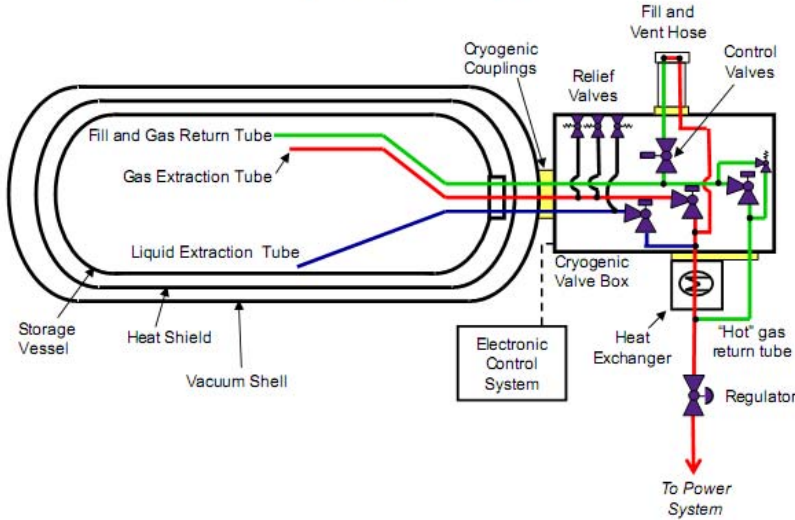 Fill and
Vent Hose
Cryogenic
Couplings
Control
Valves
Relief
Valves
Fill and Gas Return Tube
Gas Extraction Tube
Liquid Extraction Tube
Cryogenic
Valve Box
Storage
Vessel
Heat Shield
Vacuum Shell
Electronic
Control
System
Heat
Exchanger
"Hot" gas
return tube
Regulator
To Power
System